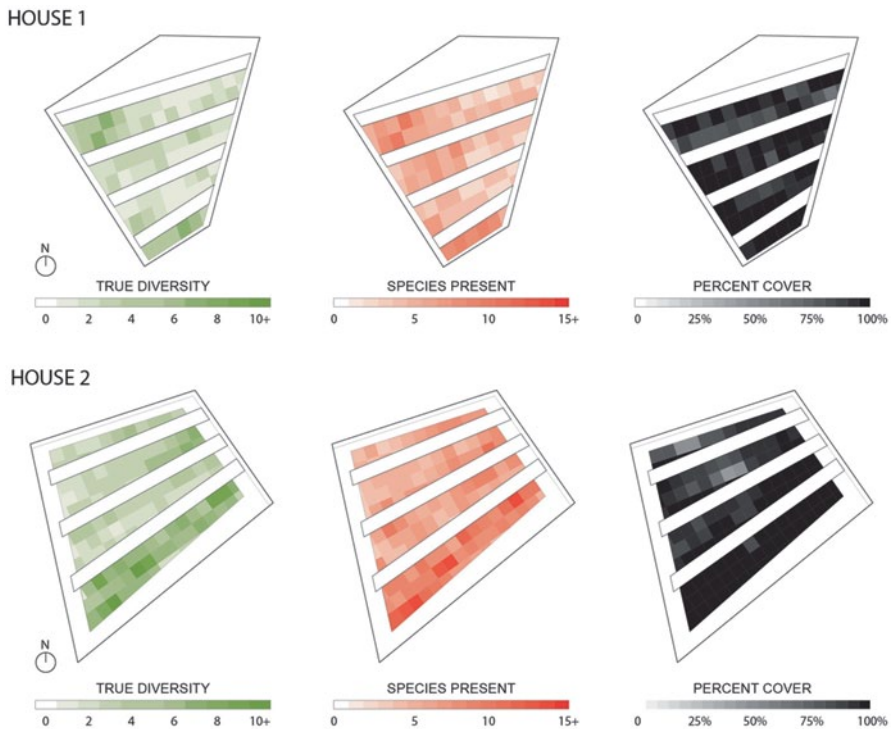 HOUSE 1
N
TRUE DIVERSITY
0 2 4 6 8 10+
SPECIES PRESENT
0 5 10 15+
PERCENT COVER
0 25% 50% 75% 100%
HOUSE 2
N
TRUE DIVERSITY
0 2 4 6 8 10+
SPECIES PRESENT
0 5 10 15+
PERCENT COVER
0 25% 50% 75% 100%